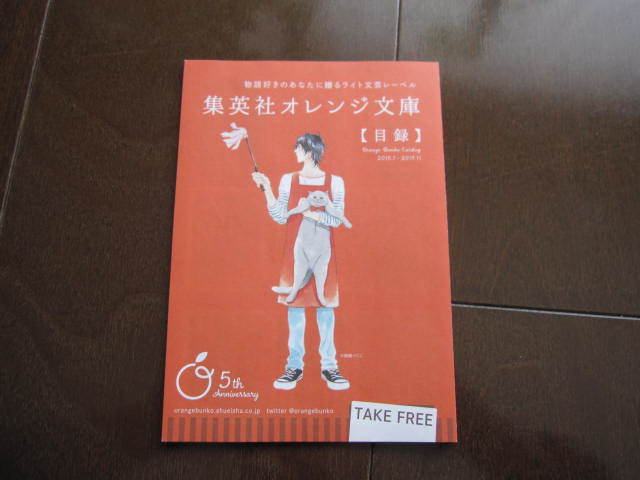 物語好きのあなたに贈るライト文芸レーベル
集英社オレンジ文庫
【目録】
Orange Bunko Catalog
2015.1 - 2019.11
5th
Anniversary
orangebunko.shueisha.co.jp twitter @orangebunko
TAKE FREE